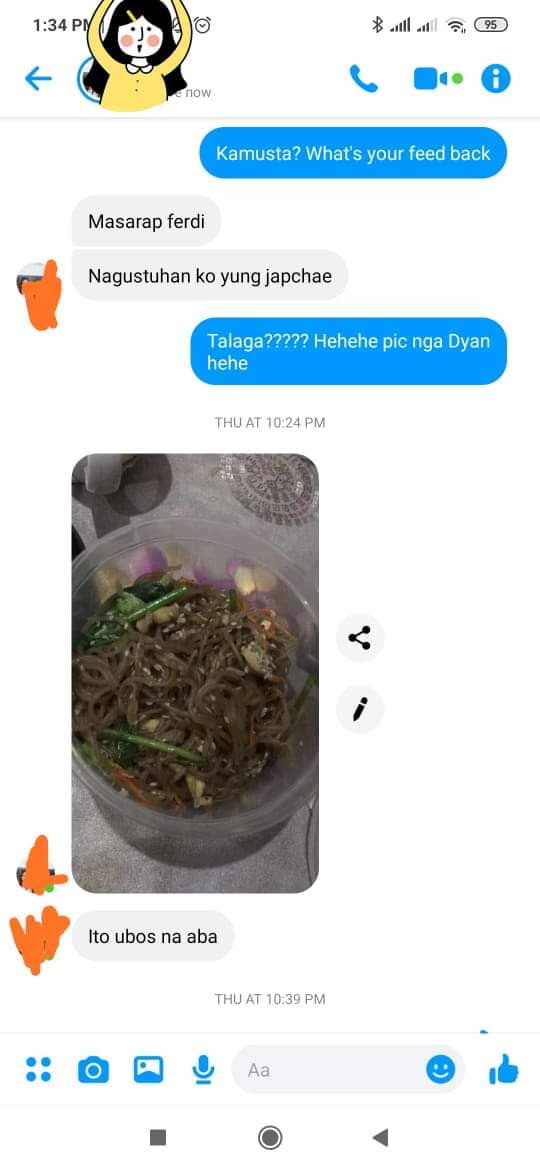 1:34 PM
95
now
Kamusta? What's your feed back
Masarap ferdi
Nagustuhan ko yung japchae
Talaga????? Hehehe pic nga Dyan
hehe
THU AT 10:24 PM
Ito ubos na aba
THU AT 10:39 PM
Aa